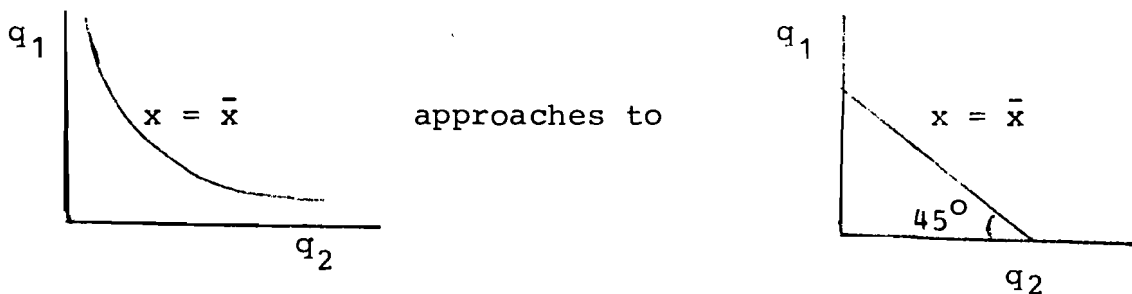 q₁
x = x̄
q₂
approaches to
q₁
x = x̄
45°
q₂